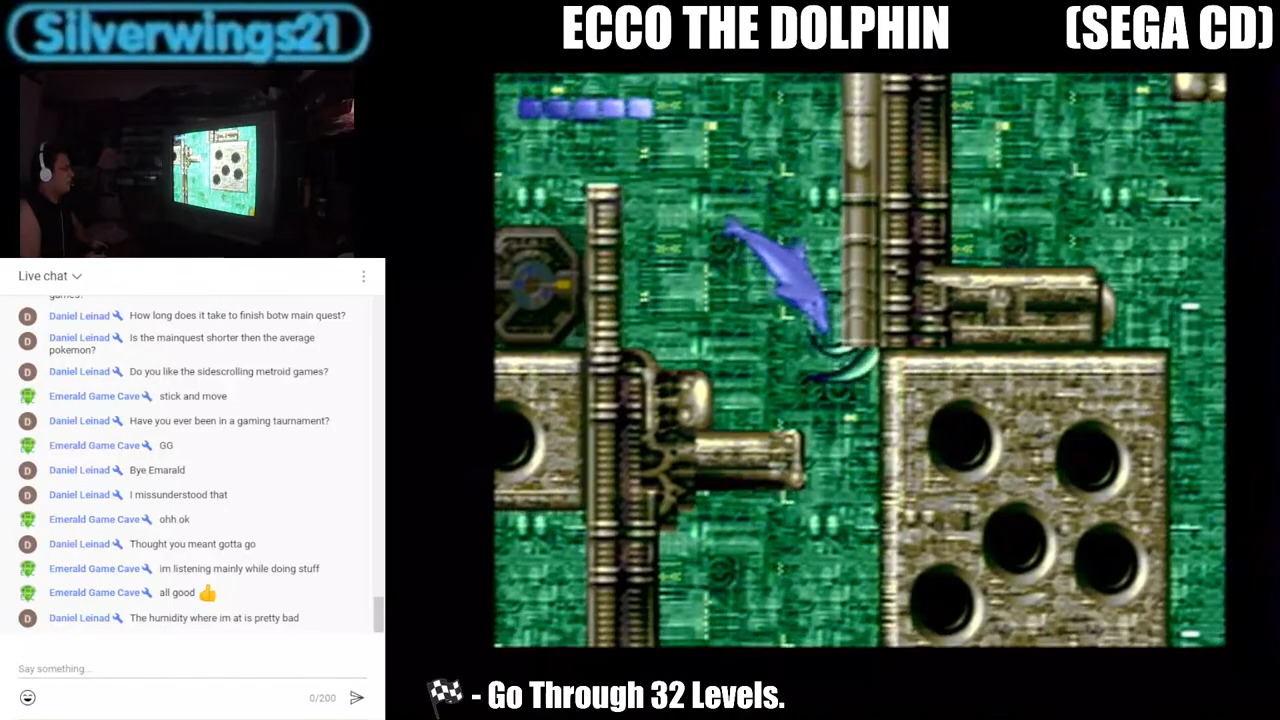 Silverwings21
ECCO THE DOLPHIN (SEGA CD)
Live chat
games?
D Daniel Leinad How long does it take to finish botw main quest?
D Daniel Leinad Is the mainquest shorter then the average
pokemon?
D Daniel Leinad Do you like the sidescrolling metroid games?
Emerald Game Cave stick and move
D Daniel Leinad Have you ever been in a gaming taurnament?
Emerald Game Cave GG
D Daniel Leinad Bye Emarald
D Daniel Leinad I missunderstood that
Emerald Game Cave ohh ok
D Daniel Leinad Thought you meant gotta go
Emerald Game Cave im listening mainly while doing stuff
Emerald Game Cave all good 👍
D Daniel Leinad The humidity where im at is pretty bad
Say something...
0/200
- Go Through 32 Levels.